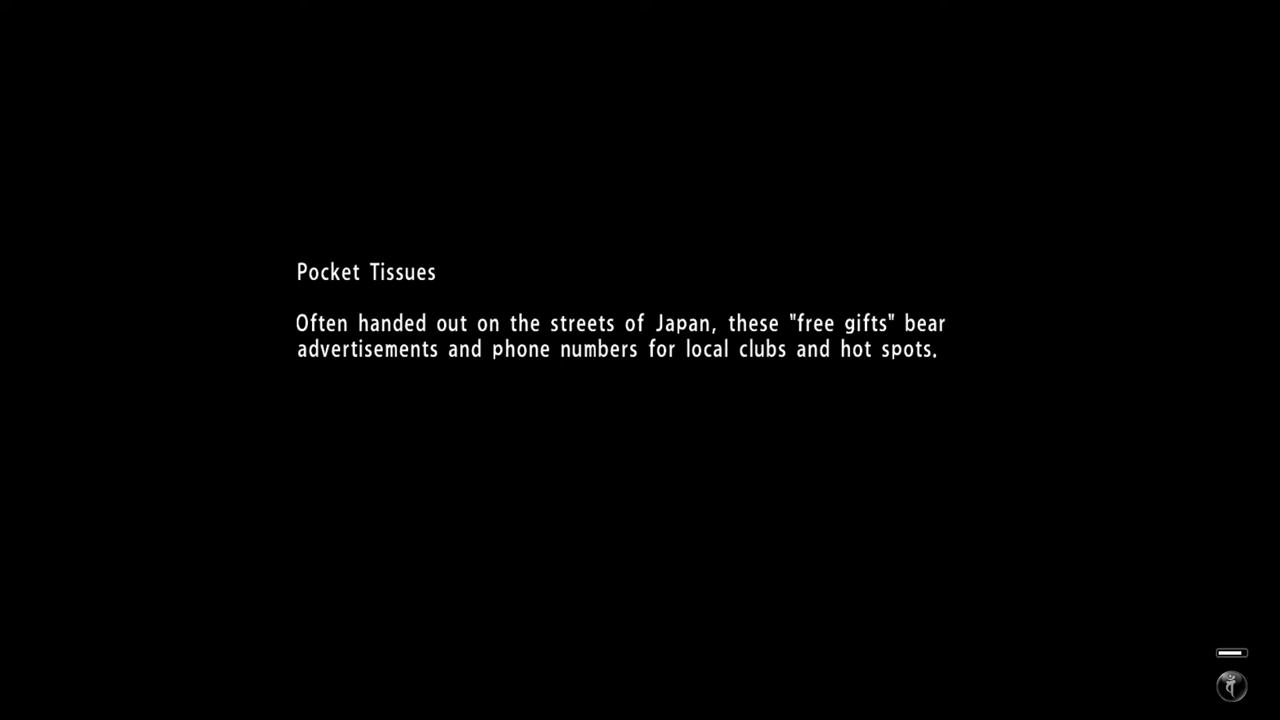 Pocket Tissues
Often handed out on the streets of Japan, these "free gifts" bear
advertisements and phone numbers for local clubs and hot spots.